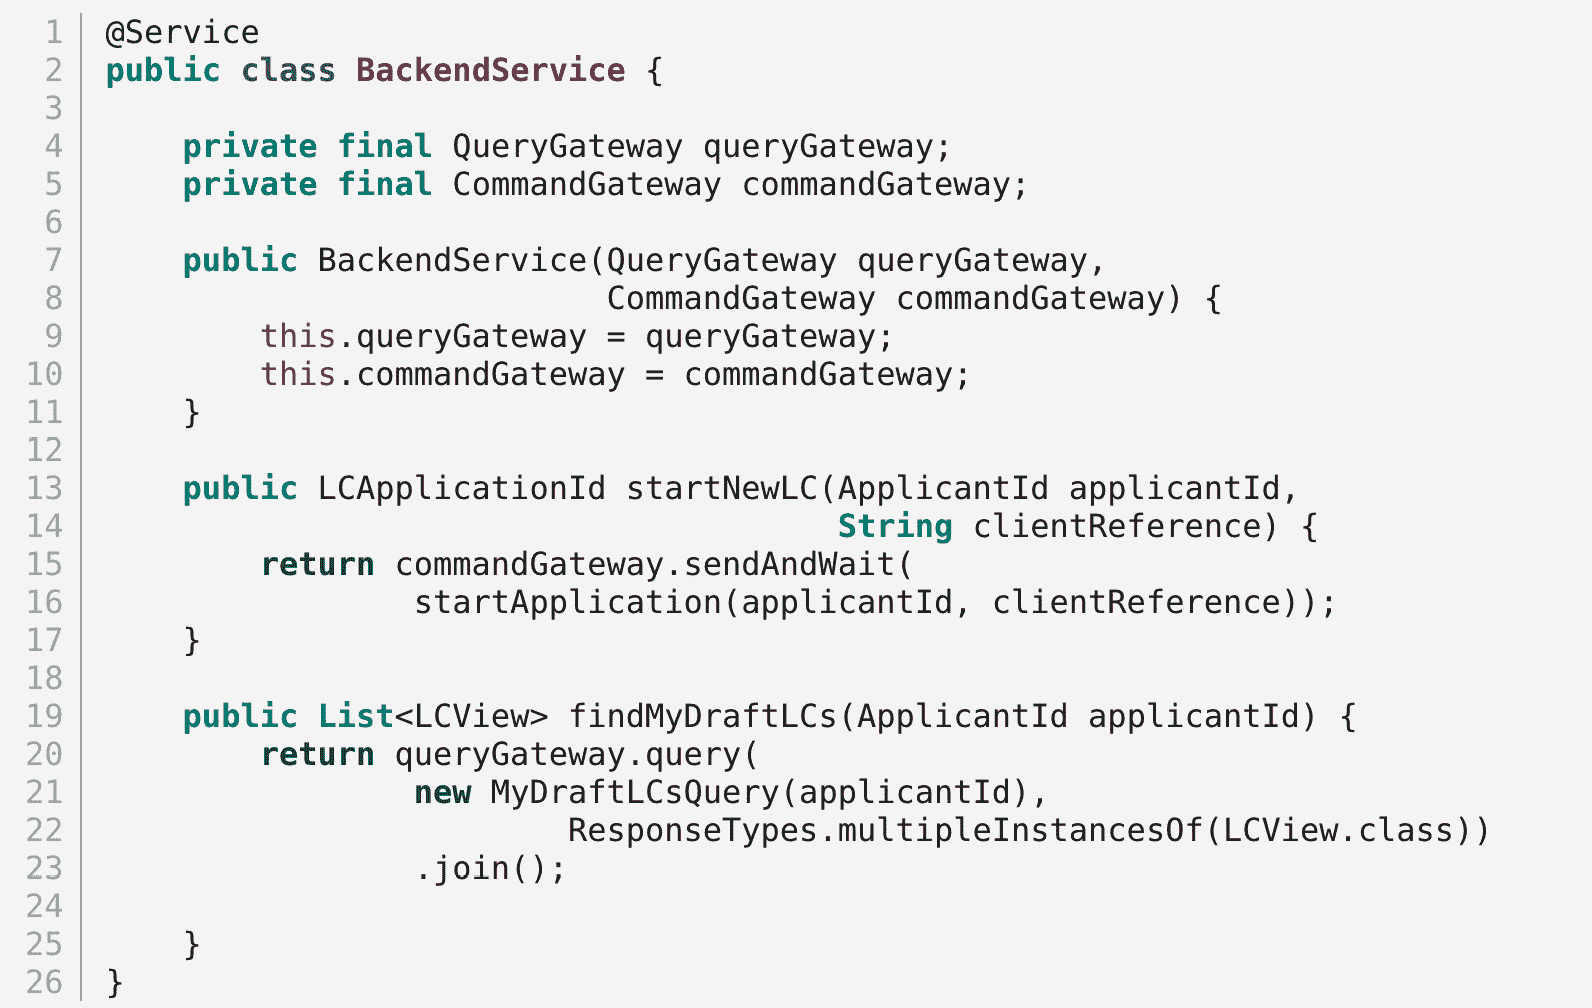 1 @Service
2 public class BackendService {
3
4     private final QueryGateway queryGateway;
5     private final CommandGateway commandGateway;
6
7     public BackendService(QueryGateway queryGateway,
8                           CommandGateway commandGateway) {
9         this.queryGateway = queryGateway;
10         this.commandGateway = commandGateway;
11     }
12
13     public LCApplicationId startNewLC(ApplicantId applicantId,
14                                       String clientReference) {
15         return commandGateway.sendAndWait(
16                 startApplication(applicantId, clientReference));
17     }
18
19     public List<LCView> findMyDraftLCs(ApplicantId applicantId) {
20         return queryGateway.query(
21                 new MyDraftLCsQuery(applicantId),
22                         ResponseTypes.multipleInstancesOf(LCView.class))
23                 .join();
24
25     }
26 }